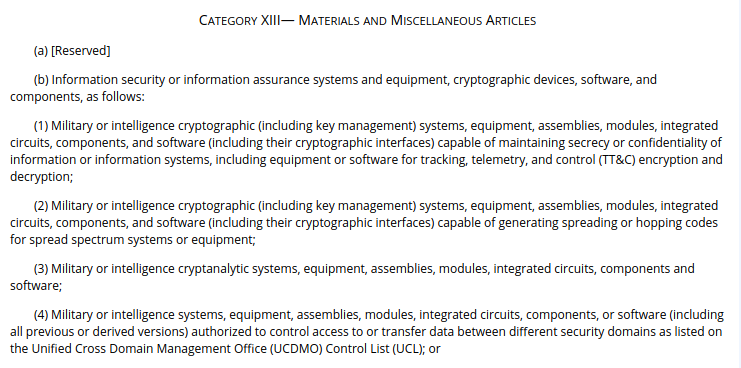 CATEGORY XIII— MATERIALS AND MISCELLANEOUS ARTICLES
(a) [Reserved]
(b) Information security or information assurance systems and equipment, cryptographic devices, software, and
components, as follows:
(1) Military or intelligence cryptographic (including key management) systems, equipment, assemblies, modules, integrated
circuits, components, and software (including their cryptographic interfaces) capable of maintaining secrecy or confidentiality of
information or information systems, including equipment or software for tracking, telemetry, and control (TT&C) encryption and
decryption;
(2) Military or intelligence cryptographic (including key management) systems, equipment, assemblies, modules, integrated
circuits, components, and software (including their cryptographic interfaces) capable of generating spreading or hopping codes
for spread spectrum systems or equipment;
(3) Military or intelligence cryptanalytic systems, equipment, assemblies, modules, integrated circuits, components and
software;
(4) Military or intelligence systems, equipment, assemblies, modules, integrated circuits, components, or software (including
all previous or derived versions) authorized to control access to or transfer data between different security domains as listed on
the Unified Cross Domain Management Office (UCDMO) Control List (UCL); or